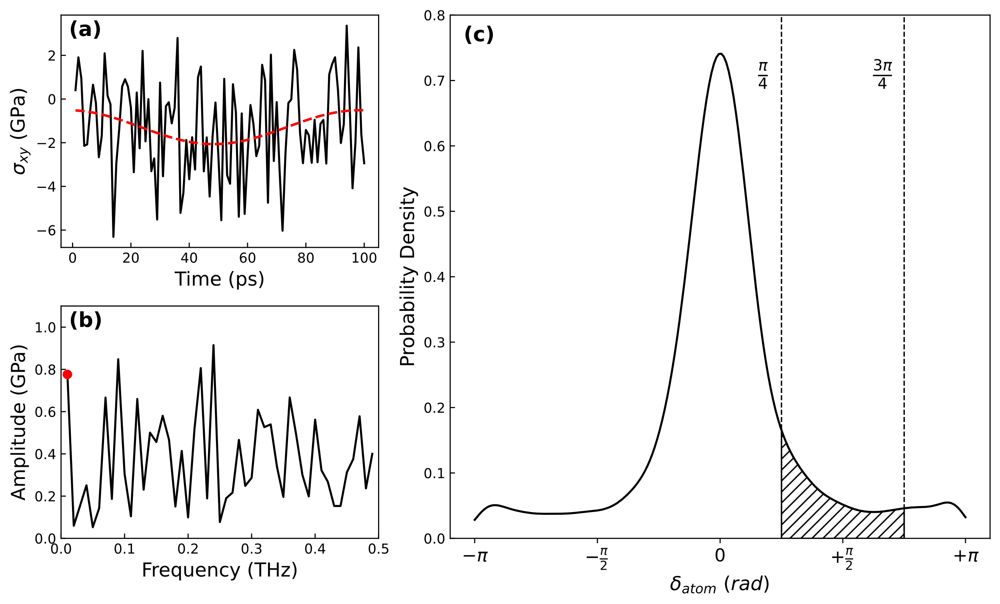 (a)
2
0
−2
−4
−6
σxy (GPa)
0 20 40 60 80 100
Time (ps)
(b)
1.0
0.8
0.6
0.4
0.2
0.0
Amplitude (GPa)
0.0 0.1 0.2 0.3 0.4 0.5
Frequency (THz)
(c)
0.8
0.7
0.6
0.5
0.4
0.3
0.2
0.1
0.0
Probability Density
π/4 3π/4
−π −π/2 0 +π/2 +π
δatom (rad)